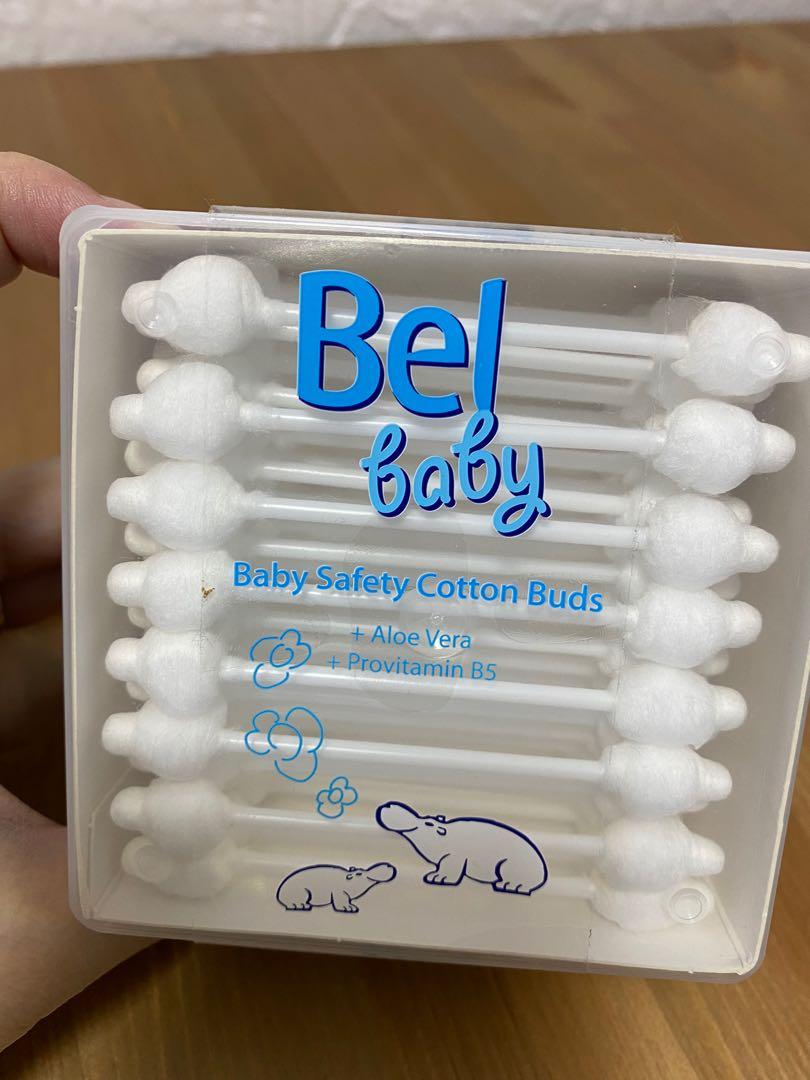 Bel
baby
Baby Safety Cotton Buds
+ Aloe Vera
+ Provitamin B5